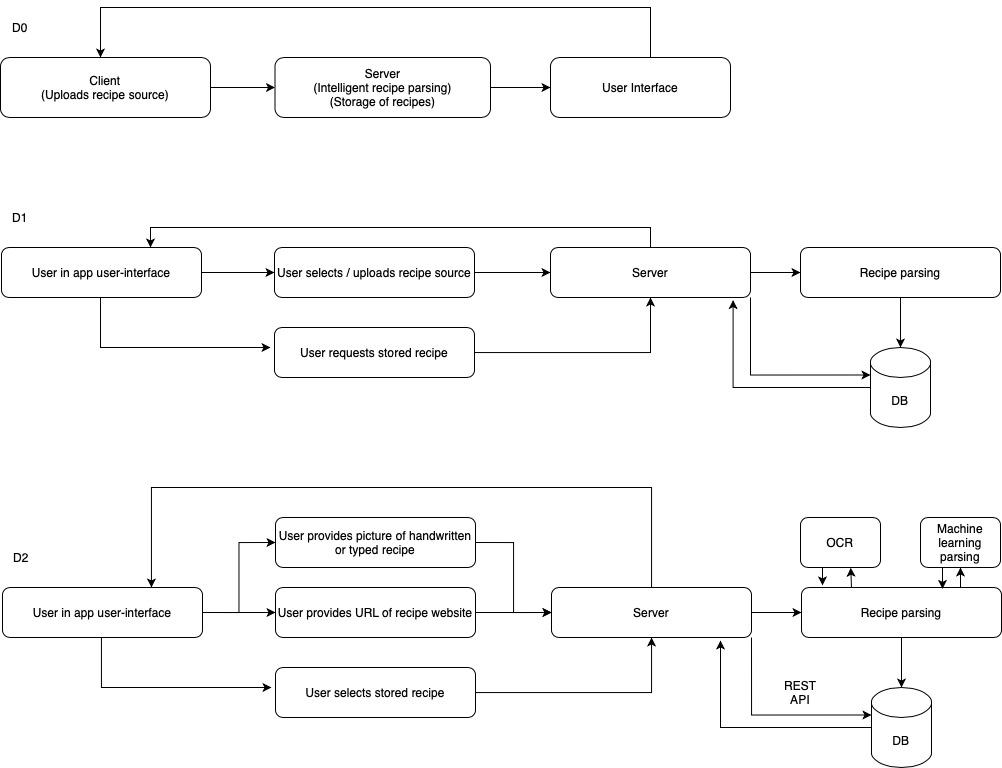 D0
Client
(Uploads recipe source)
Server
(Intelligent recipe parsing)
(Storage of recipes)
User Interface
D1
User in app user-interface
User selects / uploads recipe source
Server
Recipe parsing
User requests stored recipe
DB
D2
User provides picture of handwritten
or typed recipe
OCR
Machine
learning
parsing
User in app user-interface
User provides URL of recipe website
Server
Recipe parsing
User selects stored recipe
REST
API
DB